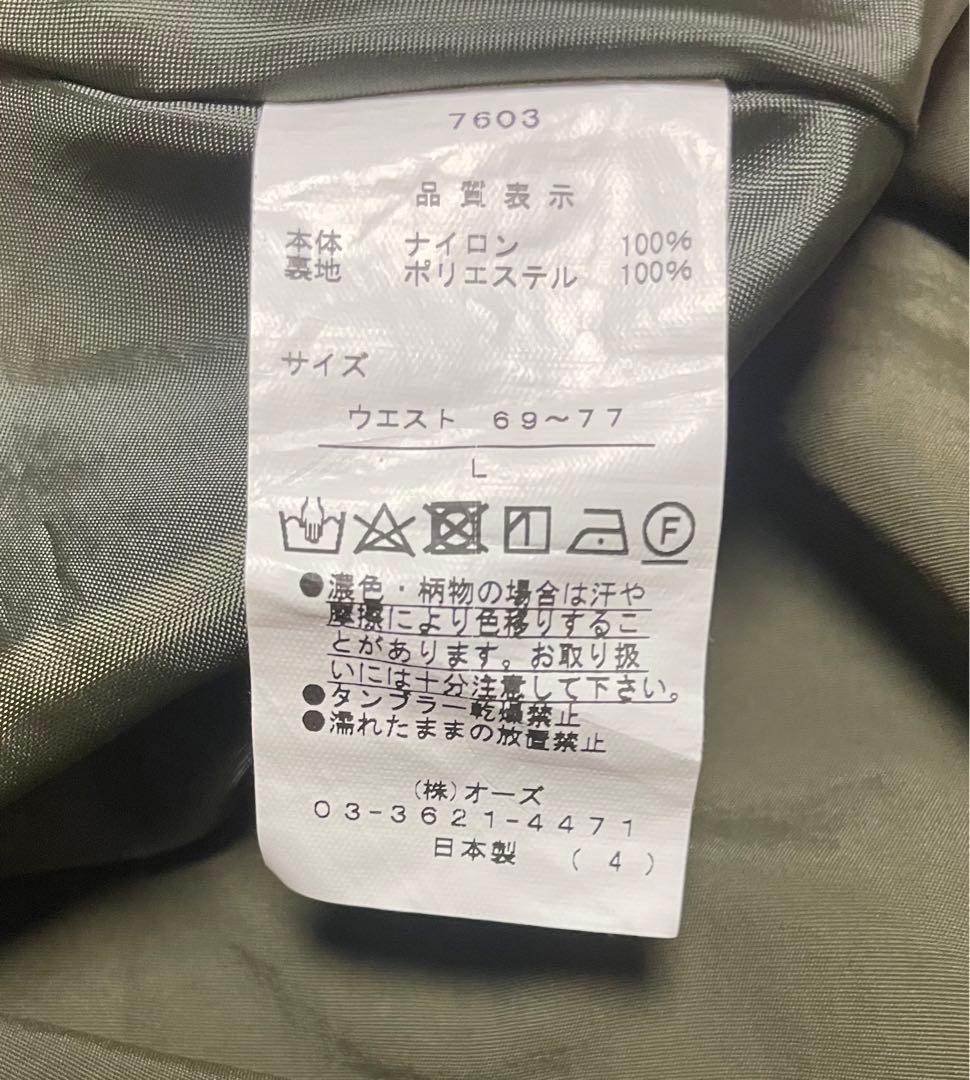 7603
品質表示
本体 ナイロン 100%
裏地 ポリエステル 100%
サイズ
ウエスト 69～77
L
F
●濃色・柄物の場合は汗や
摩擦により色移りするこ
とがあります。お取り扱
いには十分注意して下さい。
●タンブラー乾燥禁止
●濡れたままの放置禁止
(株)オーズ
03-3621-4471
日本製 (4)